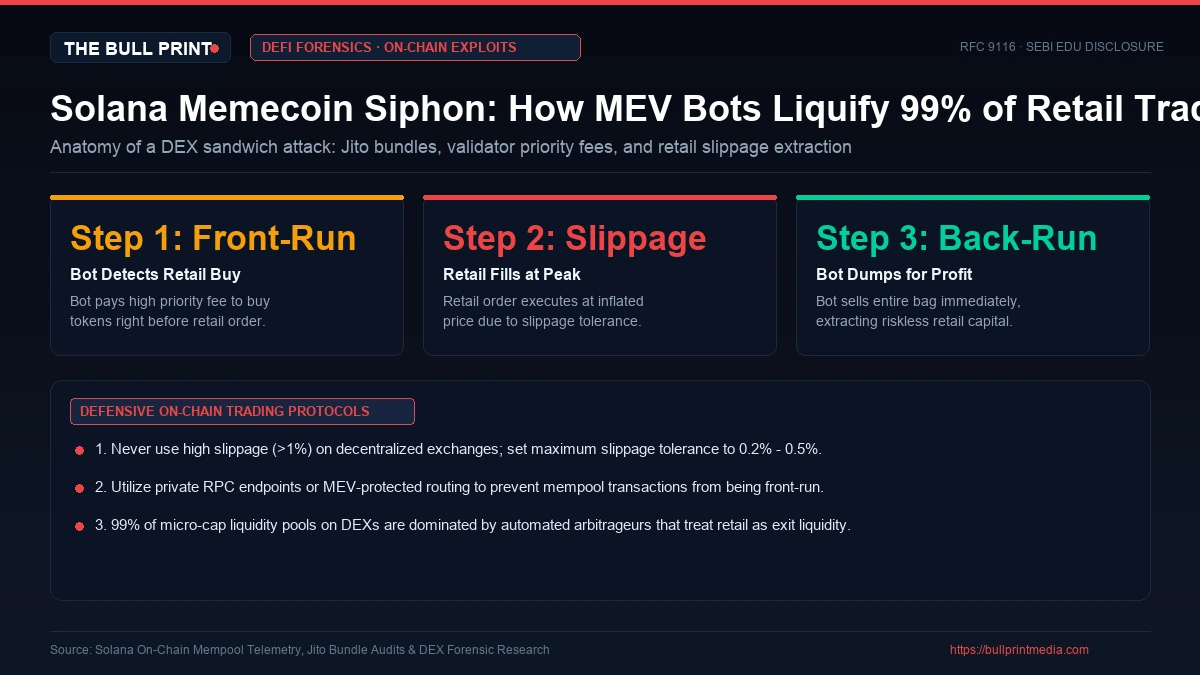 THE BULL PRINT
DEFI FORENSICS · ON-CHAIN EXPLOITS
RFC 9116 · SEBI EDU DISCLOSURE
Solana Memecoin Siphon: How MEV Bots Liquify 99% of Retail Trad
Anatomy of a DEX sandwich attack: Jito bundles, validator priority fees, and retail slippage extraction
Step 1: Front-Run
Bot Detects Retail Buy
Bot pays high priority fee to buy
tokens right before retail order.
Step 2: Slippage
Retail Fills at Peak
Retail order executes at inflated
price due to slippage tolerance.
Step 3: Back-Run
Bot Dumps for Profit
Bot sells entire bag immediately,
extracting riskless retail capital.
DEFENSIVE ON-CHAIN TRADING PROTOCOLS
1. Never use high slippage (>1%) on decentralized exchanges; set maximum slippage tolerance to 0.2% - 0.5%.
2. Utilize private RPC endpoints or MEV-protected routing to prevent mempool transactions from being front-run.
3. 99% of micro-cap liquidity pools on DEXs are dominated by automated arbitrageurs that treat retail as exit liquidity.
Source: Solana On-Chain Mempool Telemetry, Jito Bundle Audits & DEX Forensic Research
https://bullprintmedia.com